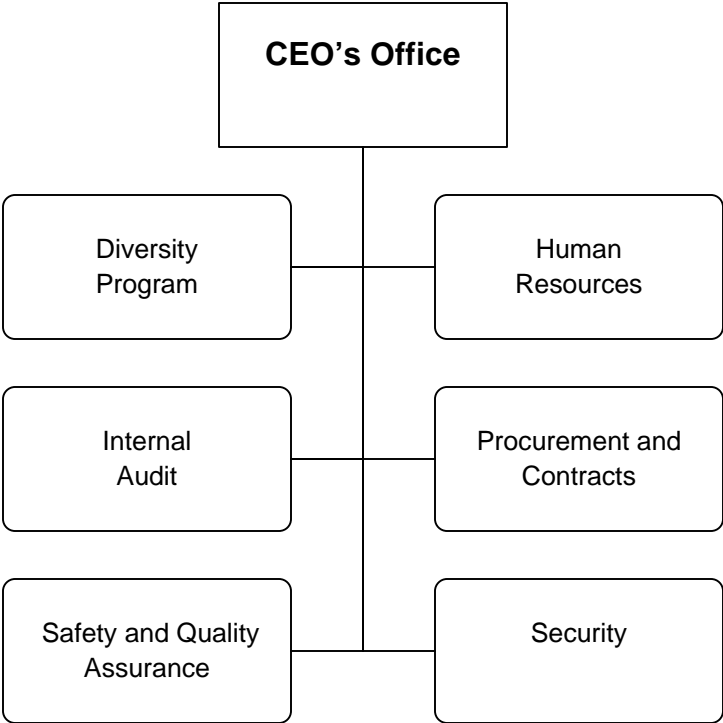 CEO’s Office
Diversity
Program
Human
Resources
Internal
Audit
Procurement and
Contracts
Safety and Quality
Assurance
Security